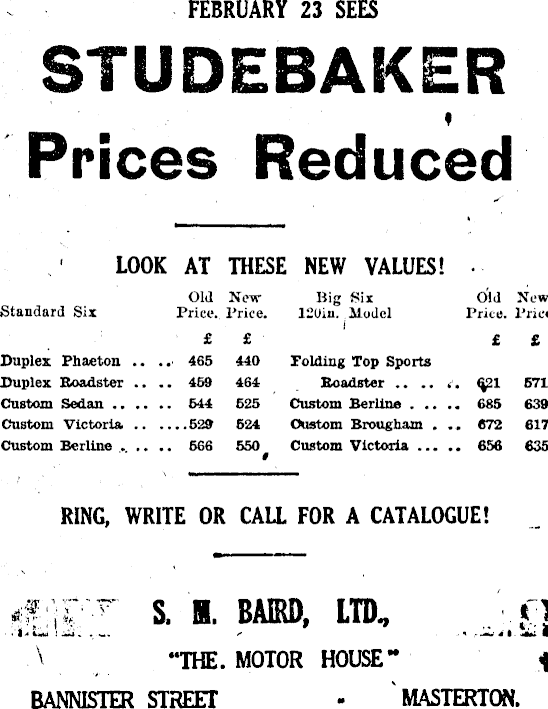 FEBRUARY 23 SEES
STUDEBAKER
Prices Reduced
LOOK AT THESE NEW VALUES!
Standard Six Old Price. New Price. Big Six 120in. Model Old Price. New Price
£ £ £ £
Duplex Phaeton .. .. 465 440 Folding Top Sports
Duplex Roadster .. .. 459 464 Roadster .. .. .. 621 571
Custom Sedan .. .. .. 544 525 Custom Berline . .. .. 685 639
Custom Victoria .. .... 529 524 Custom Brougham . .. 672 617
Custom Berline .. .. .. 566 550 Custom Victoria ... .. 656 635
RING, WRITE OR CALL FOR A CATALOGUE!
S. M. BAIRD, LTD.,
"THE. MOTOR HOUSE"
BANNISTER STREET - MASTERTON.